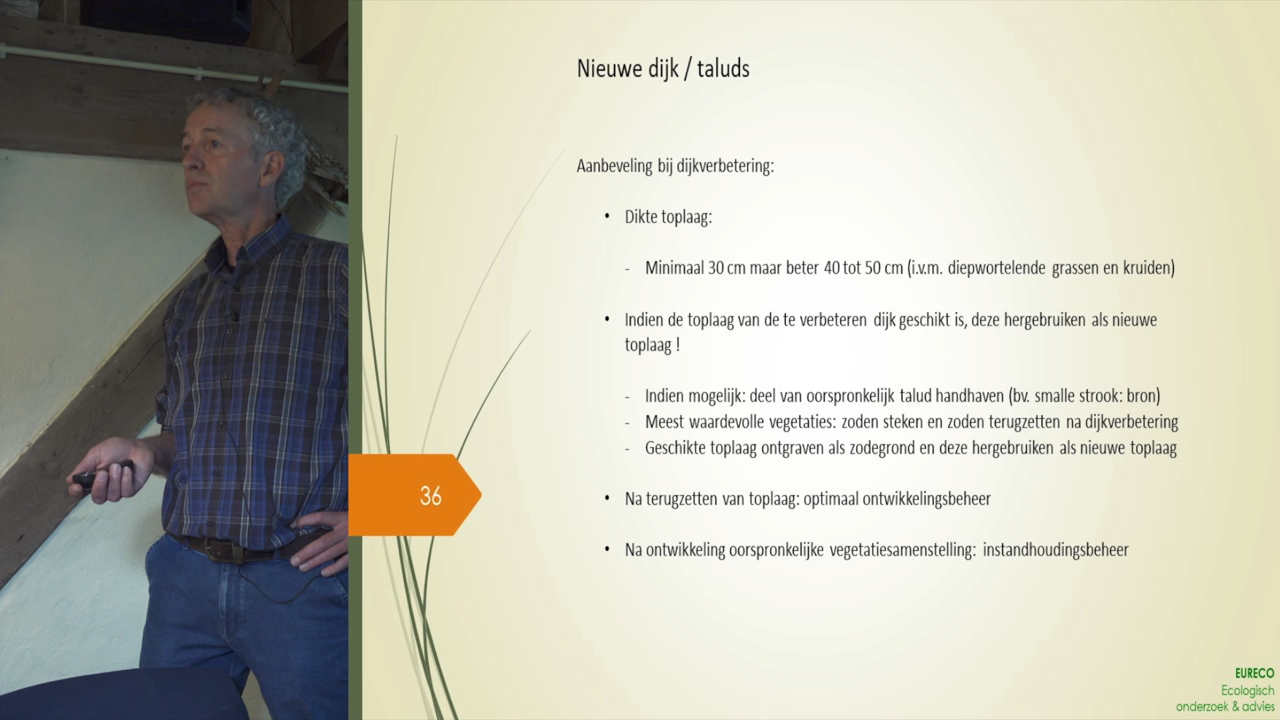 Nieuwe dijk / taluds
Aanbeveling bij dijkverbetering:
• Dikte toplaag:
- Minimaal 30 cm maar beter 40 tot 50 cm (i.v.m. diepwortelende grassen en kruiden)
• Indien de toplaag van de te verbeteren dijk geschikt is, deze hergebruiken als nieuwe
toplaag !
- Indien mogelijk: deel van oorspronkelijk talud handhaven (bv. smalle strook: bron)
- Meest waardevolle vegetaties: zoden steken en zoden terugzetten na dijkverbetering
- Geschikte toplaag ontgraven als zodegrond en deze hergebruiken als nieuwe toplaag
36
• Na terugzetten van toplaag: optimaal ontwikkelingsbeheer
• Na ontwikkeling oorspronkelijke vegetatiesamenstelling: instandhoudingsbeheer
EURECO
Ecologisch
onderzoek & advies